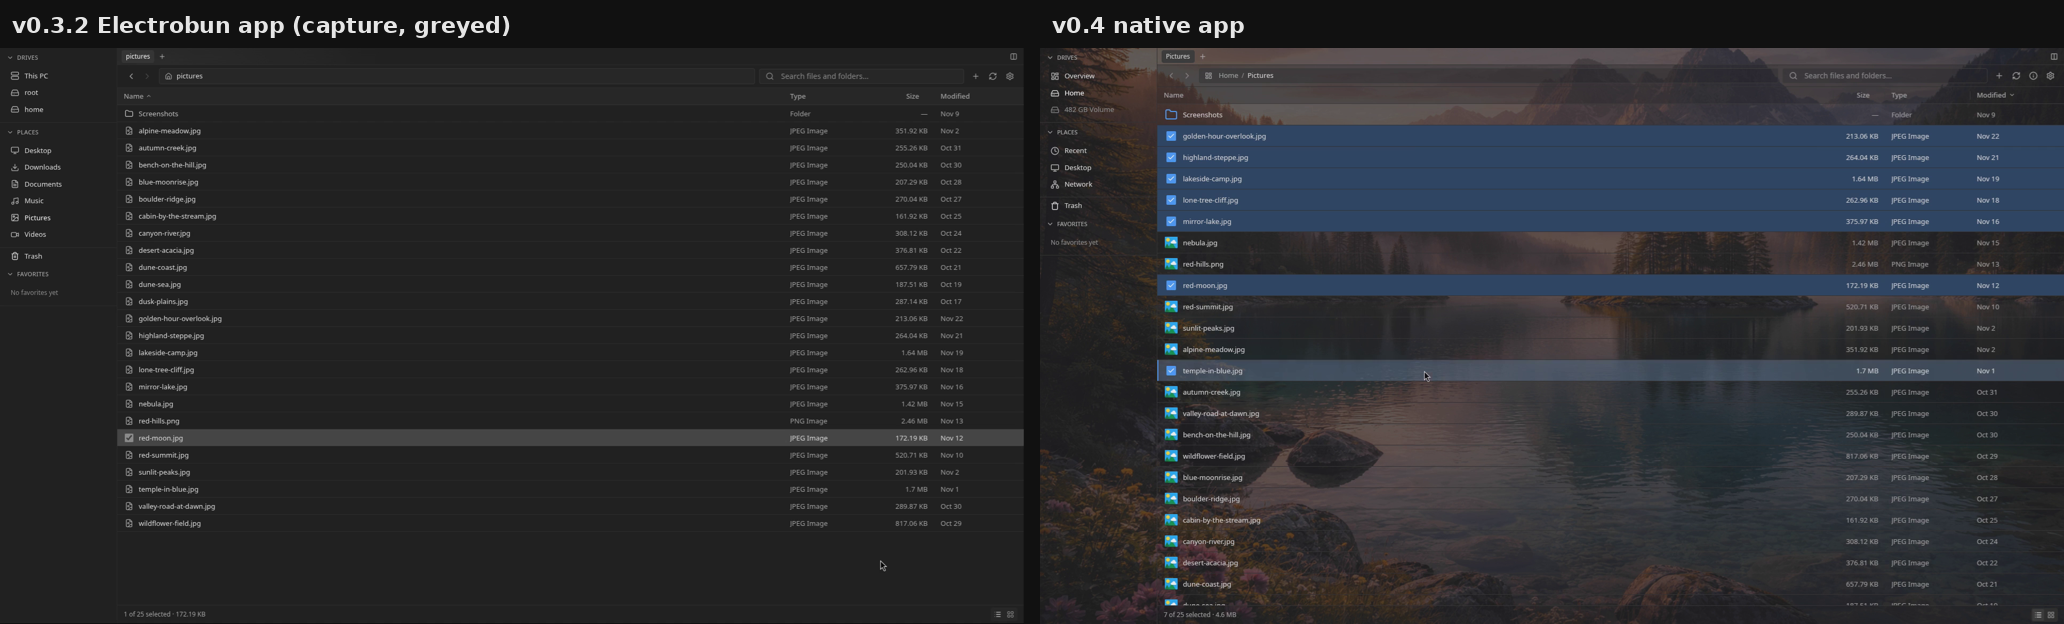 v0.3.2 Electrobun app (capture, greyed)
DRIVES
This PC
root
home
PLACES
Desktop
Downloads
Documents
Music
Pictures
Videos
Trash
FAVORITES
No favorites yet
pictures
pictures
Search files and folders...
Name Type Size Modified
Screenshots Folder — Nov 9
alpine-meadow.jpg JPEG Image 351.92 KB Nov 2
autumn-creek.jpg JPEG Image 255.26 KB Oct 31
bench-on-the-hill.jpg JPEG Image 250.04 KB Oct 30
blue-moonrise.jpg JPEG Image 207.29 KB Oct 28
boulder-ridge.jpg JPEG Image 270.04 KB Oct 27
cabin-by-the-stream.jpg JPEG Image 161.92 KB Oct 25
canyon-river.jpg JPEG Image 308.12 KB Oct 24
desert-acacia.jpg JPEG Image 376.81 KB Oct 22
dune-coast.jpg JPEG Image 657.79 KB Oct 21
dune-sea.jpg JPEG Image 187.51 KB Oct 19
dusk-plains.jpg JPEG Image 287.14 KB Oct 17
golden-hour-overlook.jpg JPEG Image 213.06 KB Nov 22
highland-steppe.jpg JPEG Image 264.04 KB Nov 21
lakeside-camp.jpg JPEG Image 1.64 MB Nov 19
lone-tree-cliff.jpg JPEG Image 262.96 KB Nov 18
mirror-lake.jpg JPEG Image 375.97 KB Nov 16
nebula.jpg JPEG Image 1.42 MB Nov 15
red-hills.png PNG Image 2.46 MB Nov 13
red-moon.jpg JPEG Image 172.19 KB Nov 12
red-summit.jpg JPEG Image 520.71 KB Nov 10
sunlit-peaks.jpg JPEG Image 201.93 KB Nov 2
temple-in-blue.jpg JPEG Image 1.7 MB Nov 1
valley-road-at-dawn.jpg JPEG Image 289.87 KB Oct 30
wildflower-field.jpg JPEG Image 817.06 KB Oct 29
1 of 25 selected · 172.19 KB
v0.4 native app
DRIVES
Overview
Home
482 GB Volume
PLACES
Recent
Desktop
Network
Trash
FAVORITES
No favorites yet
Pictures
Home / Pictures
Search files and folders...
Name Size Type Modified
Screenshots — Folder Nov 9
golden-hour-overlook.jpg 213.06 KB JPEG Image Nov 22
highland-steppe.jpg 264.04 KB JPEG Image Nov 21
lakeside-camp.jpg 1.64 MB JPEG Image Nov 19
lone-tree-cliff.jpg 262.96 KB JPEG Image Nov 18
mirror-lake.jpg 375.97 KB JPEG Image Nov 16
nebula.jpg 1.42 MB JPEG Image Nov 15
red-hills.png 2.46 MB PNG Image Nov 13
red-moon.jpg 172.19 KB JPEG Image Nov 12
red-summit.jpg 520.71 KB JPEG Image Nov 10
sunlit-peaks.jpg 201.93 KB JPEG Image Nov 2
alpine-meadow.jpg 351.92 KB JPEG Image Nov 2
temple-in-blue.jpg 1.7 MB JPEG Image Nov 1
autumn-creek.jpg 255.26 KB JPEG Image Oct 31
valley-road-at-dawn.jpg 289.87 KB JPEG Image Oct 30
bench-on-the-hill.jpg 250.04 KB JPEG Image Oct 30
wildflower-field.jpg 817.06 KB JPEG Image Oct 29
blue-moonrise.jpg 207.29 KB JPEG Image Oct 28
boulder-ridge.jpg 270.04 KB JPEG Image Oct 27
cabin-by-the-stream.jpg 161.92 KB JPEG Image Oct 25
canyon-river.jpg 308.12 KB JPEG Image Oct 24
desert-acacia.jpg 376.81 KB JPEG Image Oct 22
dune-coast.jpg 657.79 KB JPEG Image Oct 21
7 of 25 selected · 4.6 MB